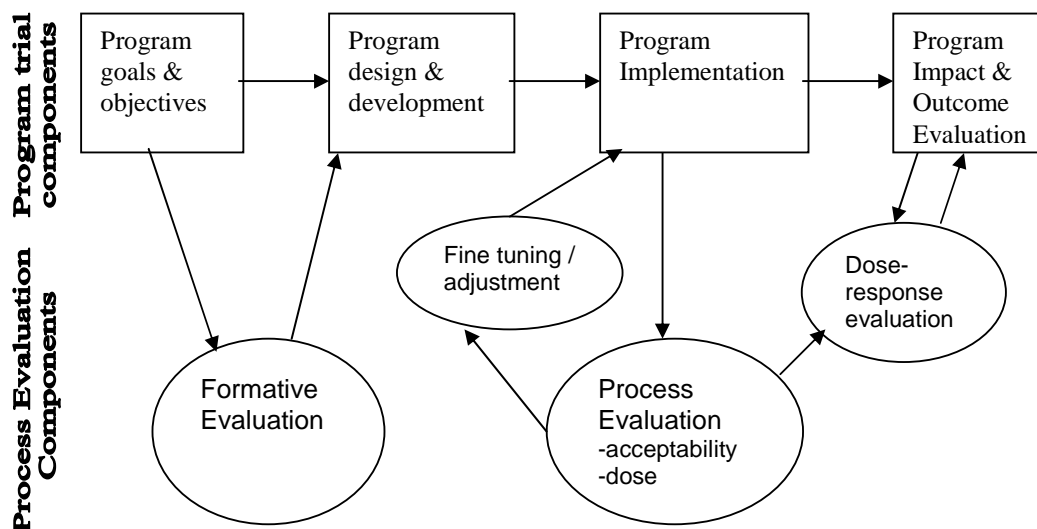 Program trial
components
Program
goals &
objectives
Program
design &
development
Program
Implementation
Program
Impact &
Outcome
Evaluation
Process Evaluation
Components
Fine tuning /
adjustment
Dose-
response
evaluation
Formative
Evaluation
Process
Evaluation
-acceptability
-dose